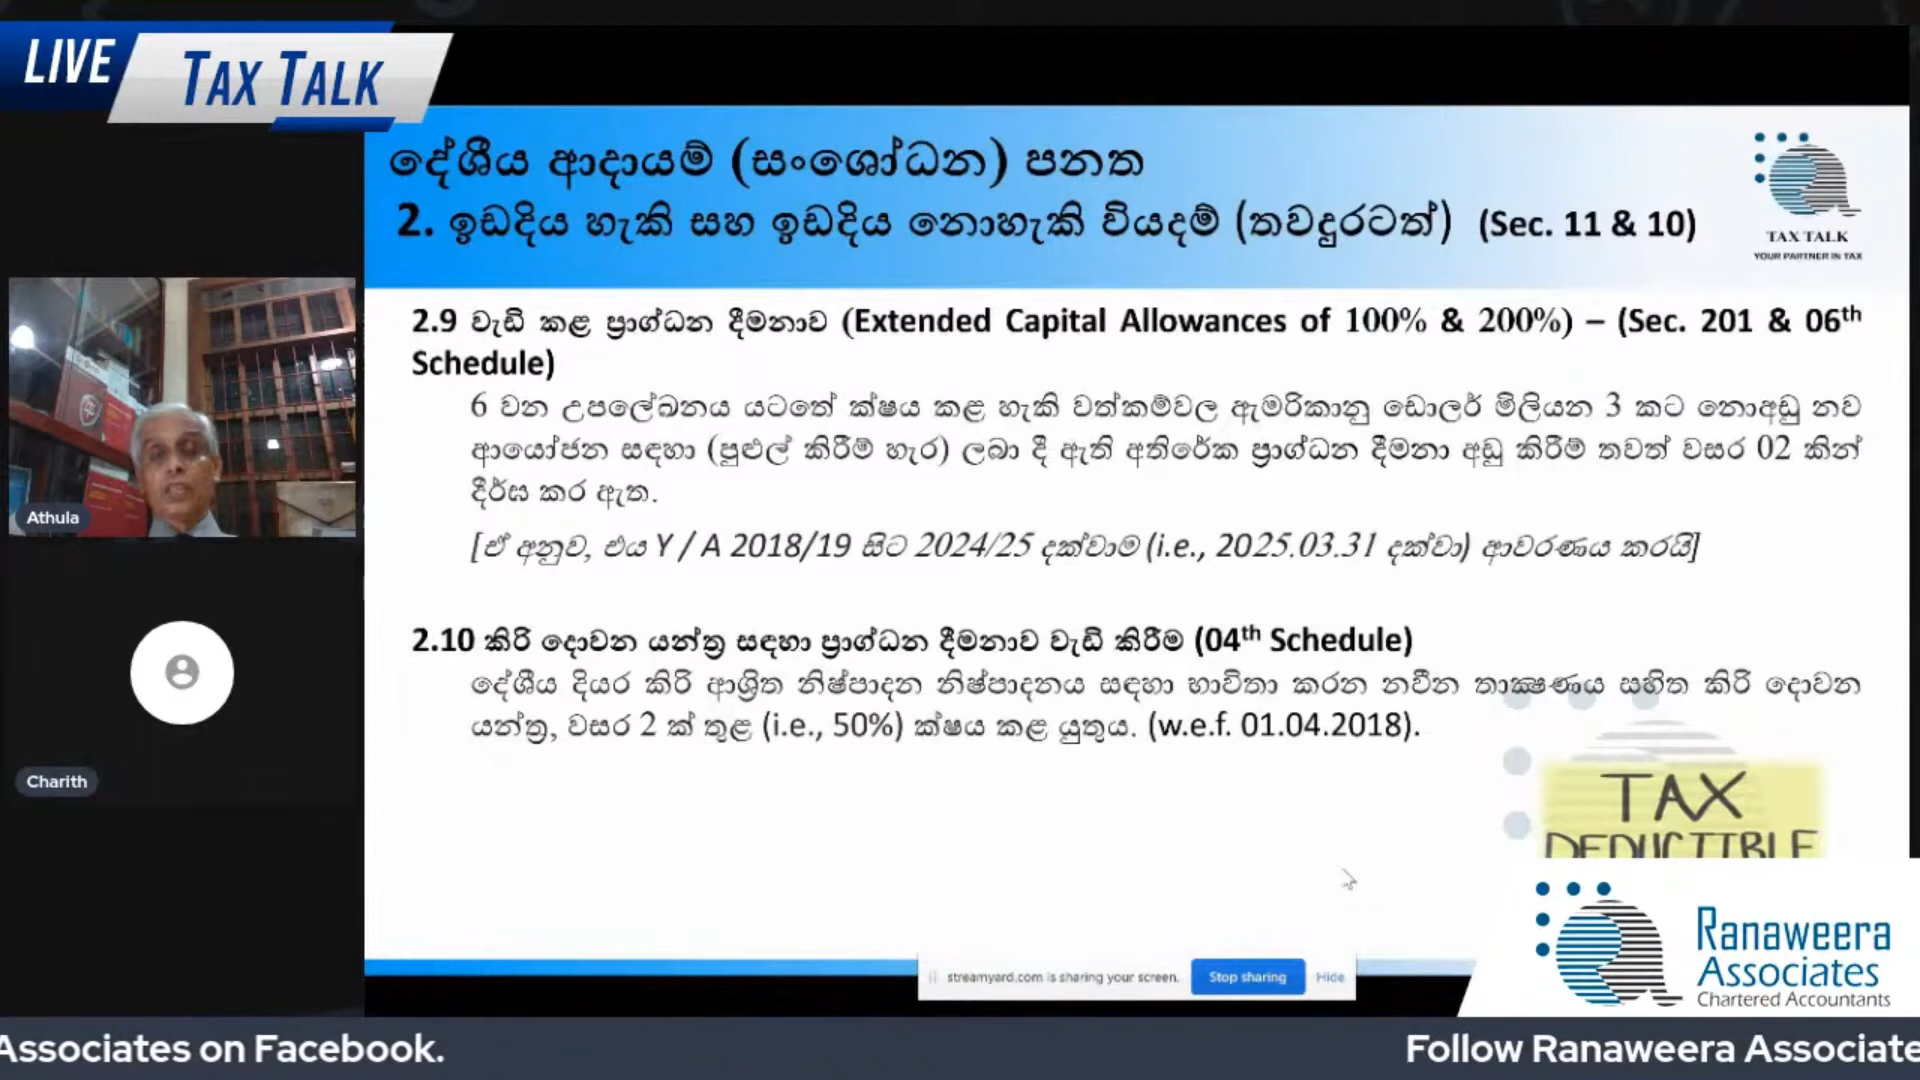 LIVE
TAX TALK
දේශීය ආදායම් (සංශෝධන) පනත
2. ඉඩදිය හැකි සහ ඉඩදිය නොහැකි වියදම් (තවදුරටත්) (Sec. 11 & 10)
TAX TALK
YOUR PARTNER IN TAX
2.9 වැඩි කළ ප්‍රාග්ධන දීමනාව (Extended Capital Allowances of 100% & 200%) – (Sec. 201 & 06th
Schedule)
6 වන උපලේඛනය යටතේ ක්ෂය කළ හැකි වත්කම්වල ඇමරිකානු ඩොලර් මිලියන 3 කට නොඅඩු නව
ආයෝජන සඳහා (පුළුල් කිරීම් හැර) ලබා දී ඇති අතිරේක ප්‍රාග්ධන දීමනා අඩු කිරීම් තවත් වසර 02 කින්
දීර්ඝ කර ඇත.
[ඒ අනුව, එය Y / A 2018/19 සිට 2024/25 දක්වාම (i.e., 2025.03.31 දක්වා) ආවරණය කරයි]
2.10 කිරි දොවන යන්ත්‍ර සඳහා ප්‍රාග්ධන දීමනාව වැඩි කිරීම (04th Schedule)
දේශීය දියර කිරි ආශ්‍රිත නිෂ්පාදන නිෂ්පාදනය සඳහා භාවිතා කරන නවීන තාක්‍ෂණය සහිත කිරි දොවන
යන්ත්‍ර, වසර 2 ක් තුළ (i.e., 50%) ක්ෂය කළ යුතුය. (w.e.f. 01.04.2018).
Athula
Charith
TAX
DEDUCTIBLE
Ranaweera
Associates
Chartered Accountants
streamyard.com is sharing your screen. Stop sharing Hide
Associates on Facebook. Follow Ranaweera Associate